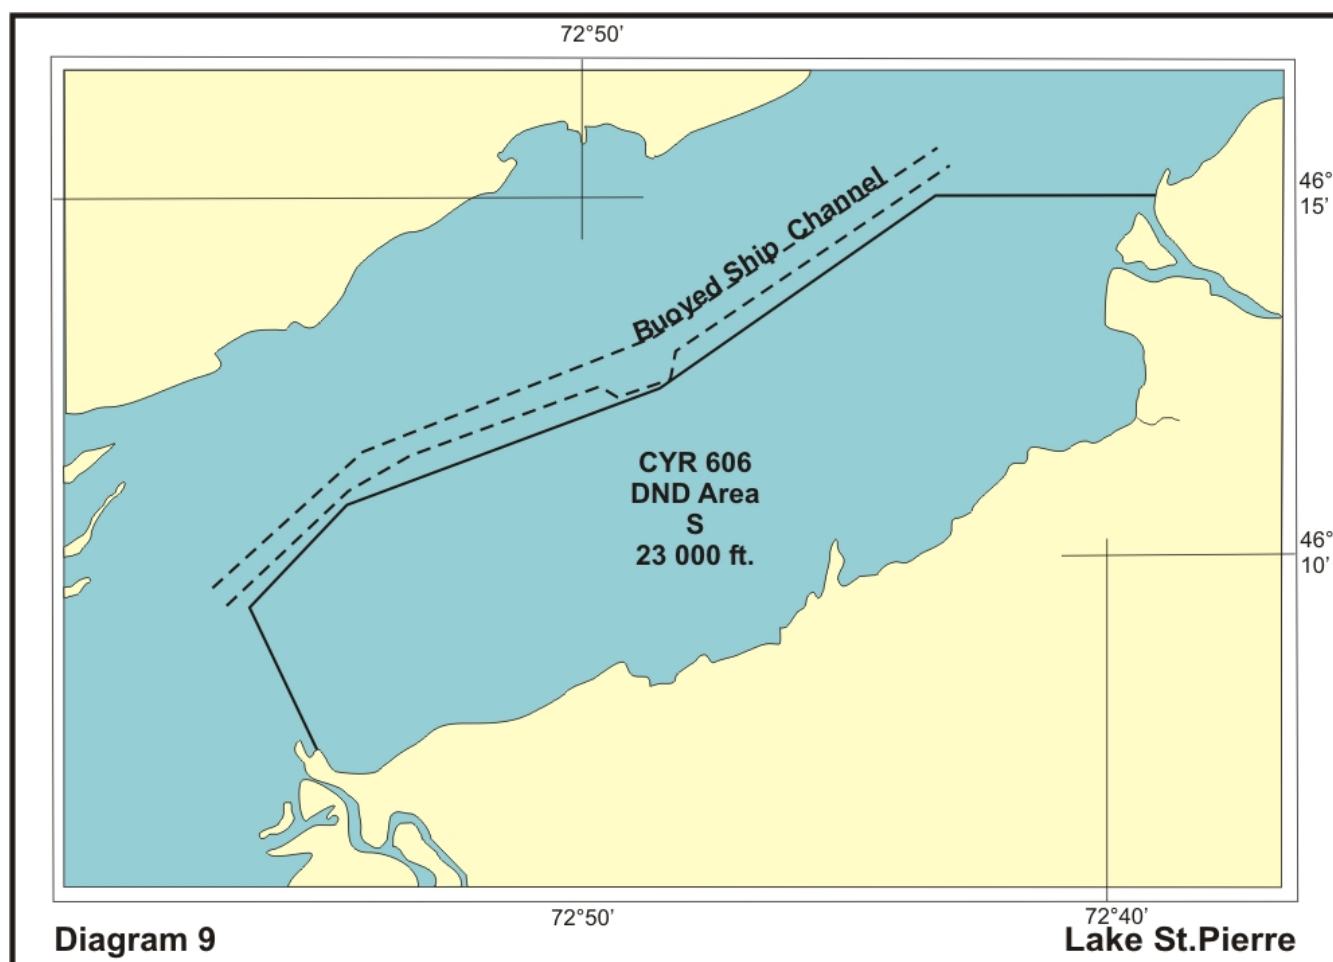 72°50'
Buoyed Ship Channel
46°
15'
CYR 606
DND Area
S
23 000 ft.
46°
10'
72°50'
72°40'
Diagram 9
Lake St.Pierre